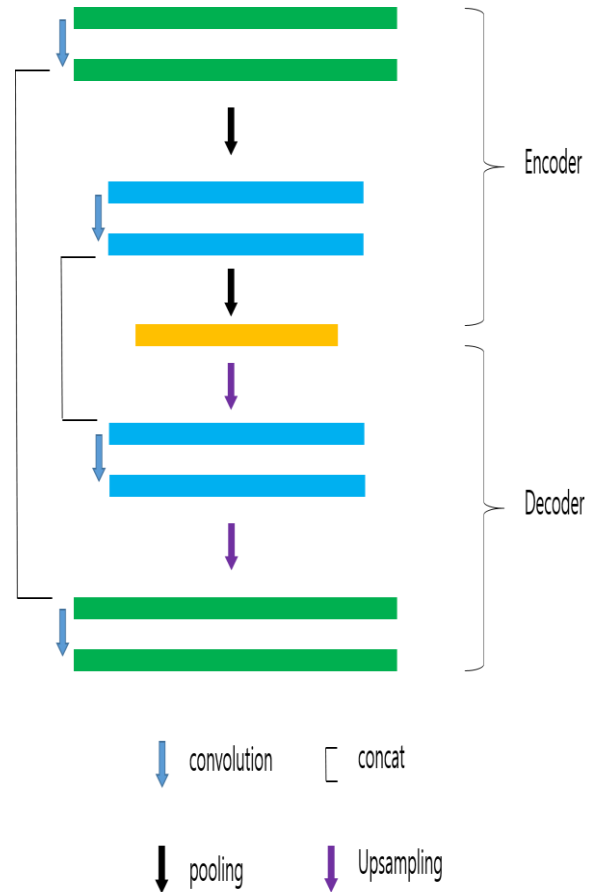 Encoder
Decoder
convolution
concat
pooling
Upsampling